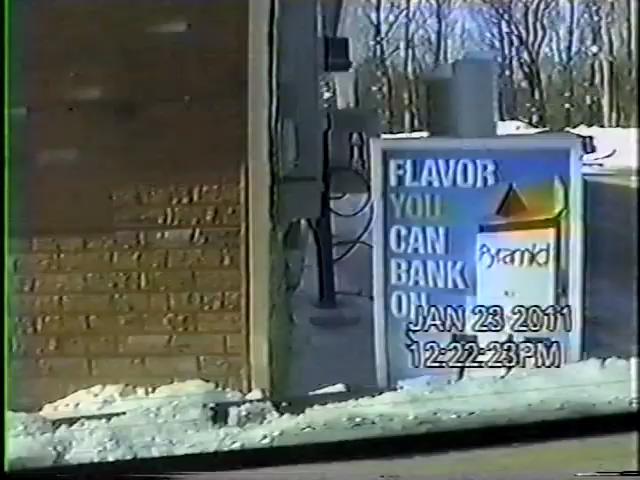 FLAVOR
YOU
CAN
BANK
ON
Pyramid
JAN 23 2011
12:22:23PM